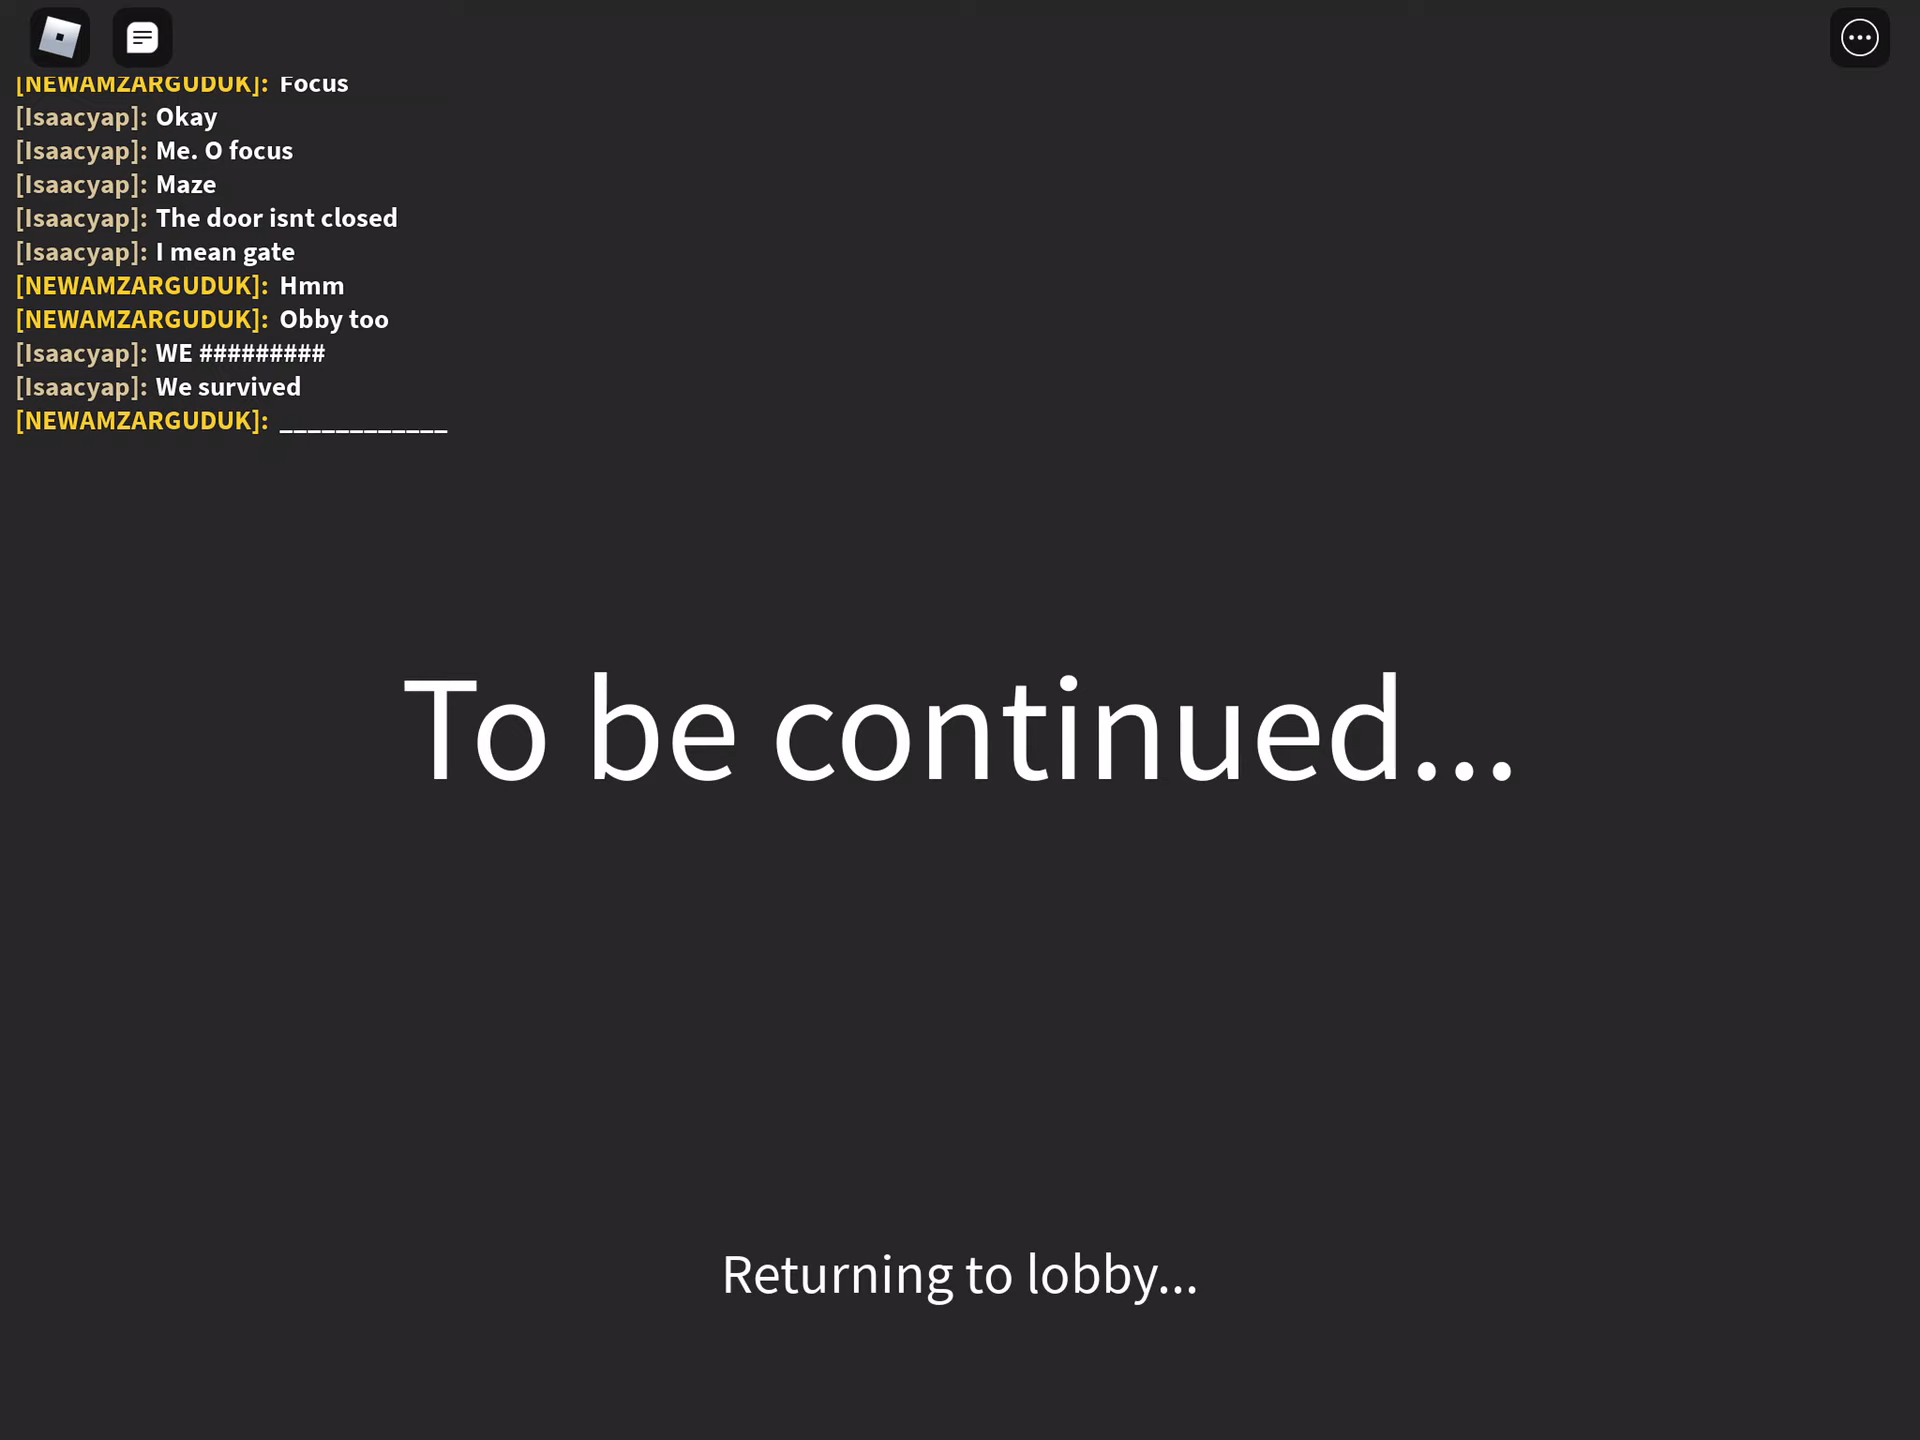 [NEWAMZARGUDUK]: Focus
[Isaacyap]: Okay
[Isaacyap]: Me. O focus
[Isaacyap]: Maze
[Isaacyap]: The door isnt closed
[Isaacyap]: I mean gate
[NEWAMZARGUDUK]: Hmm
[NEWAMZARGUDUK]: Obby too
[Isaacyap]: WE #########
[Isaacyap]: We survived
[NEWAMZARGUDUK]: ____________
To be continued...
Returning to lobby...